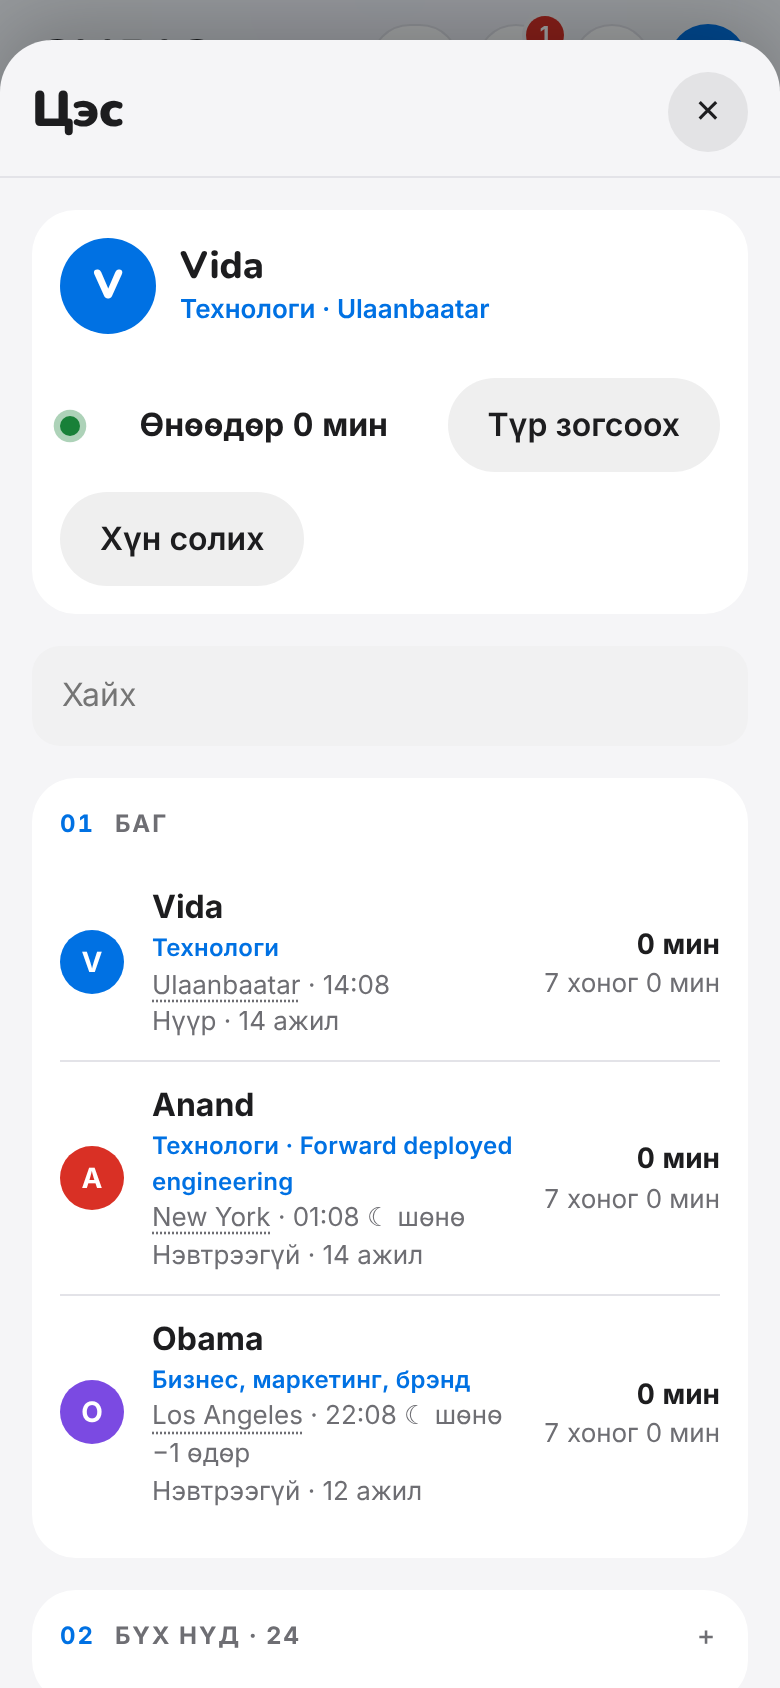 1
Цэс
×
V
Vida
Технологи · Ulaanbaatar
Өнөөдөр 0 мин
Түр зогсоох
Хүн солих
Хайх
01 БАГ
V
Vida
Технологи
Ulaanbaatar · 14:08
Нүүр · 14 ажил
0 мин
7 хоног 0 мин
A
Anand
Технологи · Forward deployed
engineering
New York · 01:08 ☾ шөнө
Нэвтрээгүй · 14 ажил
0 мин
7 хоног 0 мин
O
Obama
Бизнес, маркетинг, брэнд
Los Angeles · 22:08 ☾ шөнө
−1 өдөр
Нэвтрээгүй · 12 ажил
0 мин
7 хоног 0 мин
02 БҮХ НҮД · 24
+